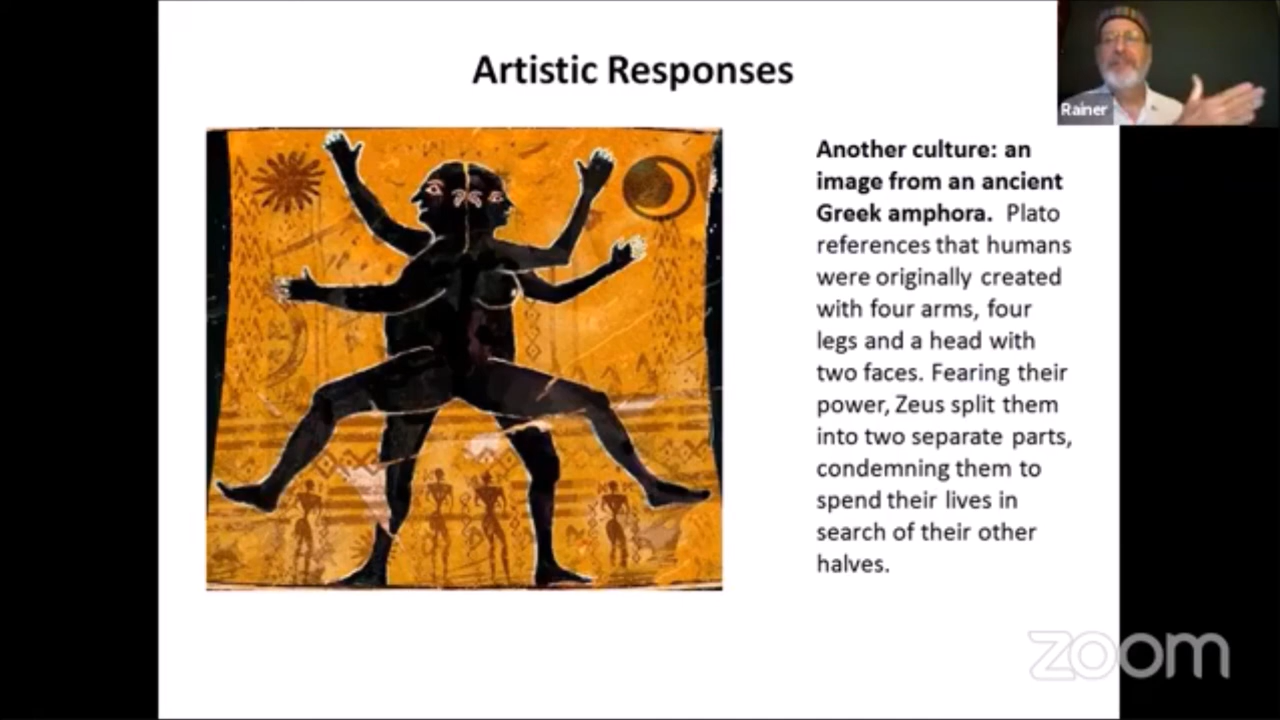 Artistic Responses
Rainer
Another culture: an
image from an ancient
Greek amphora. Plato
references that humans
were originally created
with four arms, four
legs and a head with
two faces. Fearing their
power, Zeus split them
into two separate parts,
condemning them to
spend their lives in
search of their other
halves.
zoom